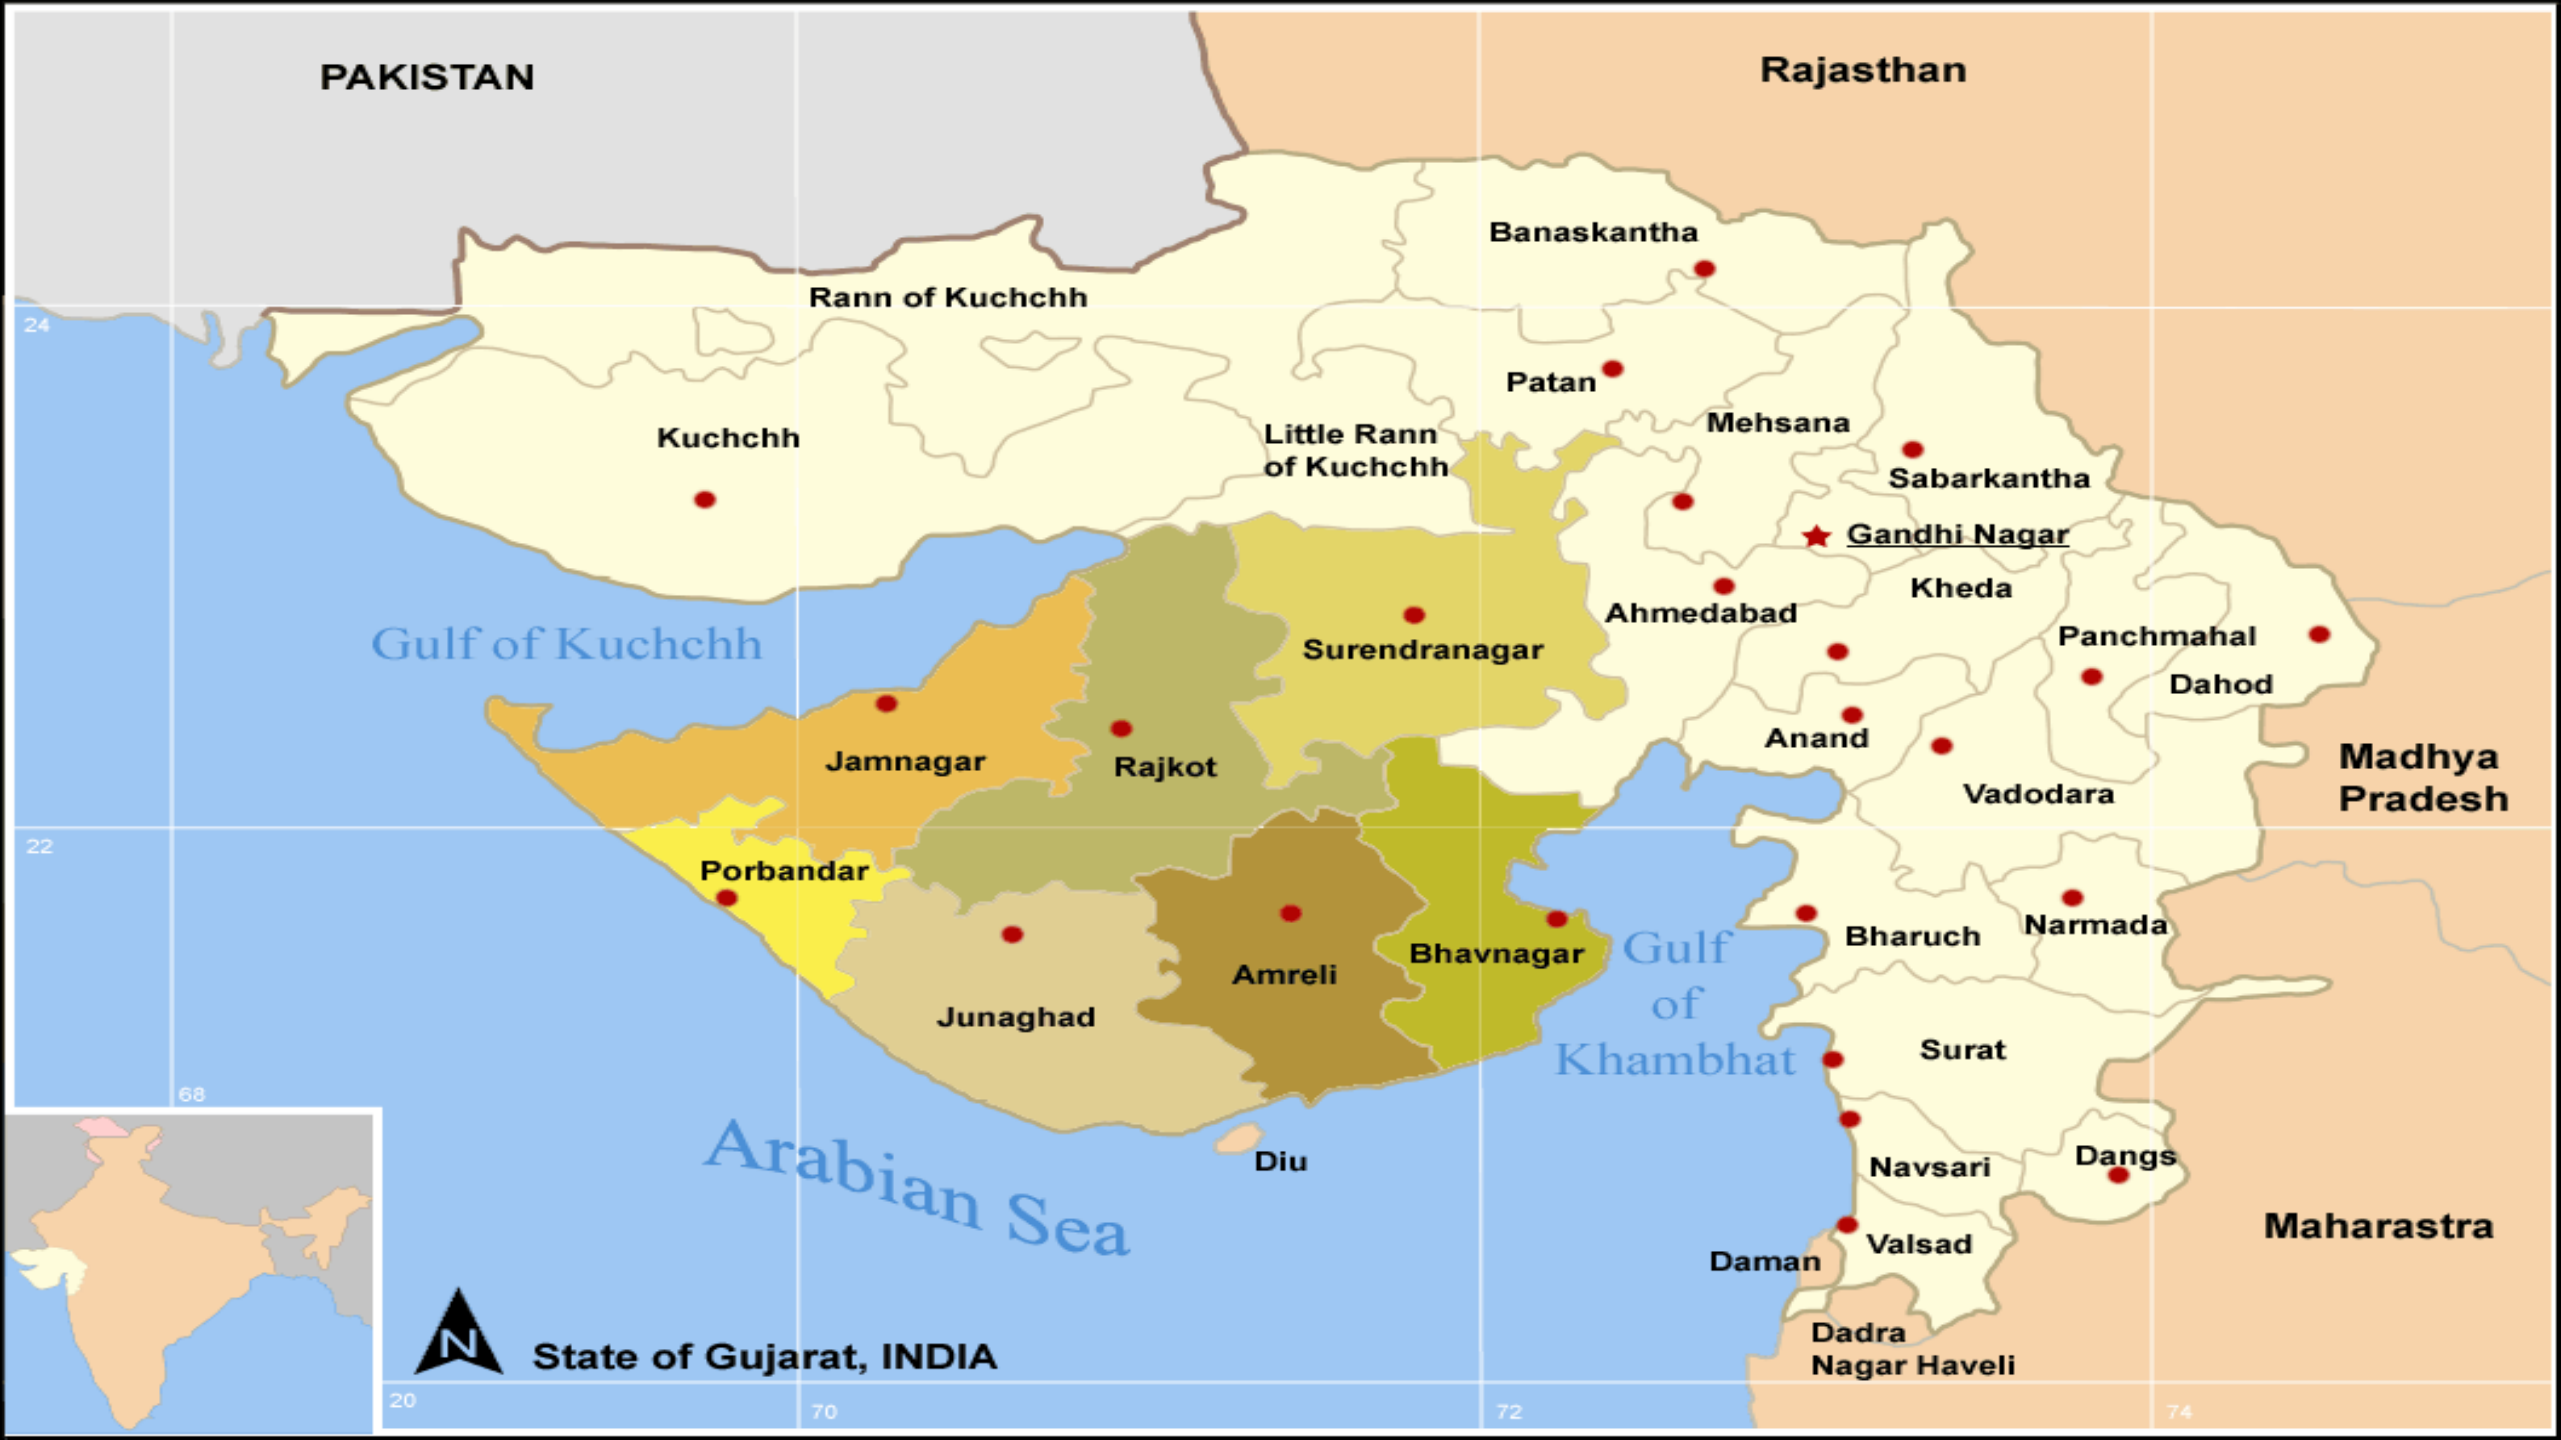 PAKISTAN
Rajasthan
Banaskantha
Rann of Kuchchh
24
Patan
Mehsana
Kuchchh
Little Rann
of Kuchchh
Sabarkantha
Gandhi Nagar
Kheda
Ahmedabad
Gulf of Kuchchh
Surendranagar
Panchmahal
Dahod
Anand
Jamnagar
Rajkot
Madhya
Pradesh
Vadodara
22
Porbandar
Bharuch
Narmada
Gulf
of
Khambhat
Bhavnagar
Amreli
Junaghad
Surat
68
Arabian Sea
Diu
Navsari
Dangs
Maharastra
Valsad
Daman
Dadra
Nagar Haveli
N
State of Gujarat, INDIA
20
70
72
74